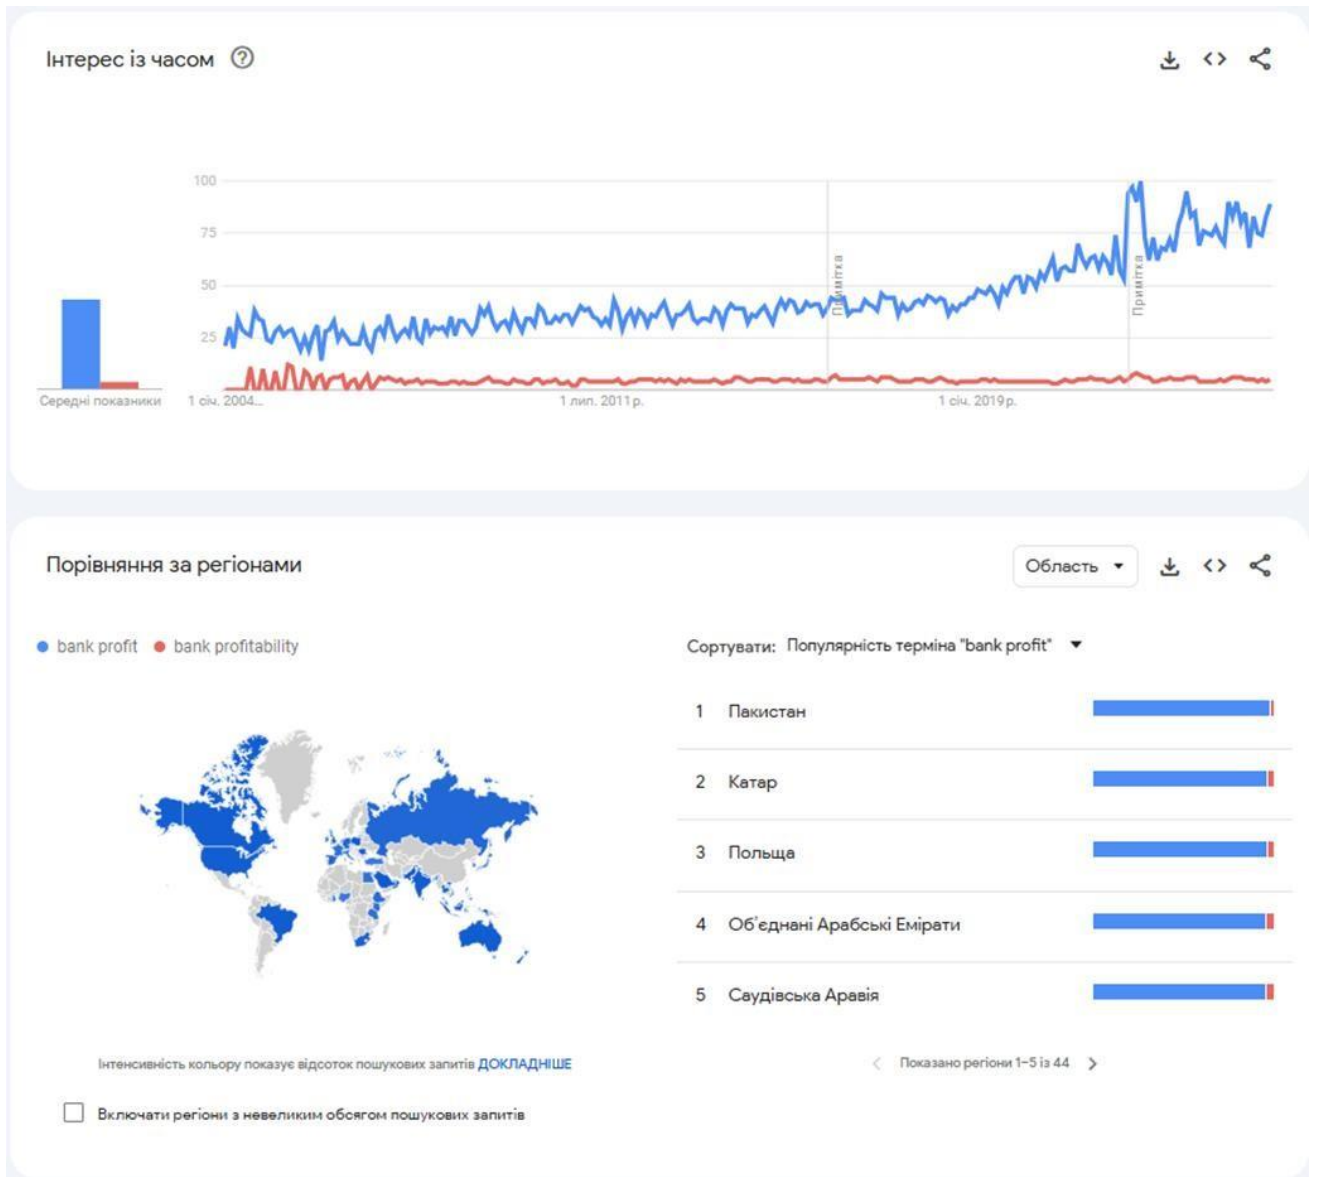 Інтерес із часом
100
75
50
25
Примітка
Примітка
Середні показники
1 січ. 2004...
1 лип. 2011 р.
1 січ. 2019 р.
Порівняння за регіонами
Область
bank profit bank profitability
Сортувати: Популярність терміна "bank profit"
1 Пакистан
2 Катар
3 Польща
4 Об'єднані Арабські Емірати
5 Саудівська Аравія
Інтенсивність кольору показує відсоток пошукових запитів ДОКЛАДНІШЕ
Показано регіони 1–5 із 44
Включати регіони з невеликим обсягом пошукових запитів